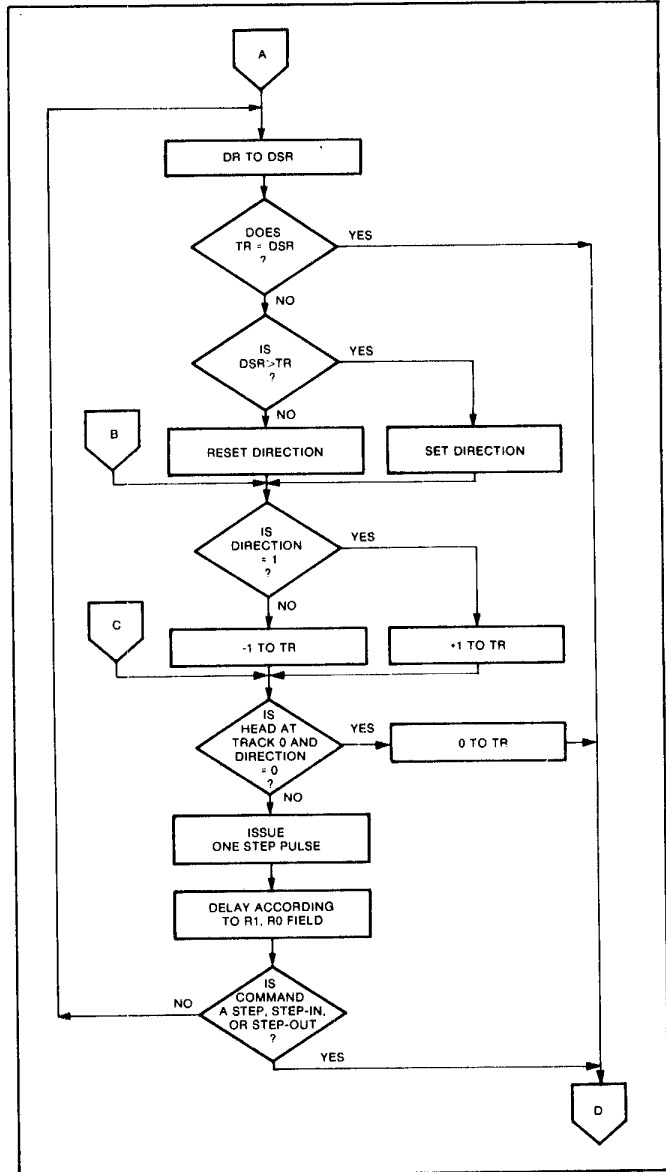 A
DR TO DSR
DOES
TR = DSR
?
YES
NO
IS
DSR>TR
?
YES
NO
B
RESET DIRECTION
SET DIRECTION
IS
DIRECTION
= 1
?
YES
NO
C
-1 TO TR
+1 TO TR
IS
HEAD AT
TRACK 0 AND
DIRECTION
= 0
?
YES
0 TO TR
NO
ISSUE
ONE STEP PULSE
DELAY ACCORDING
TO R1, R0 FIELD
IS
COMMAND
A STEP, STEP-IN,
OR STEP-OUT
?
NO
YES
D